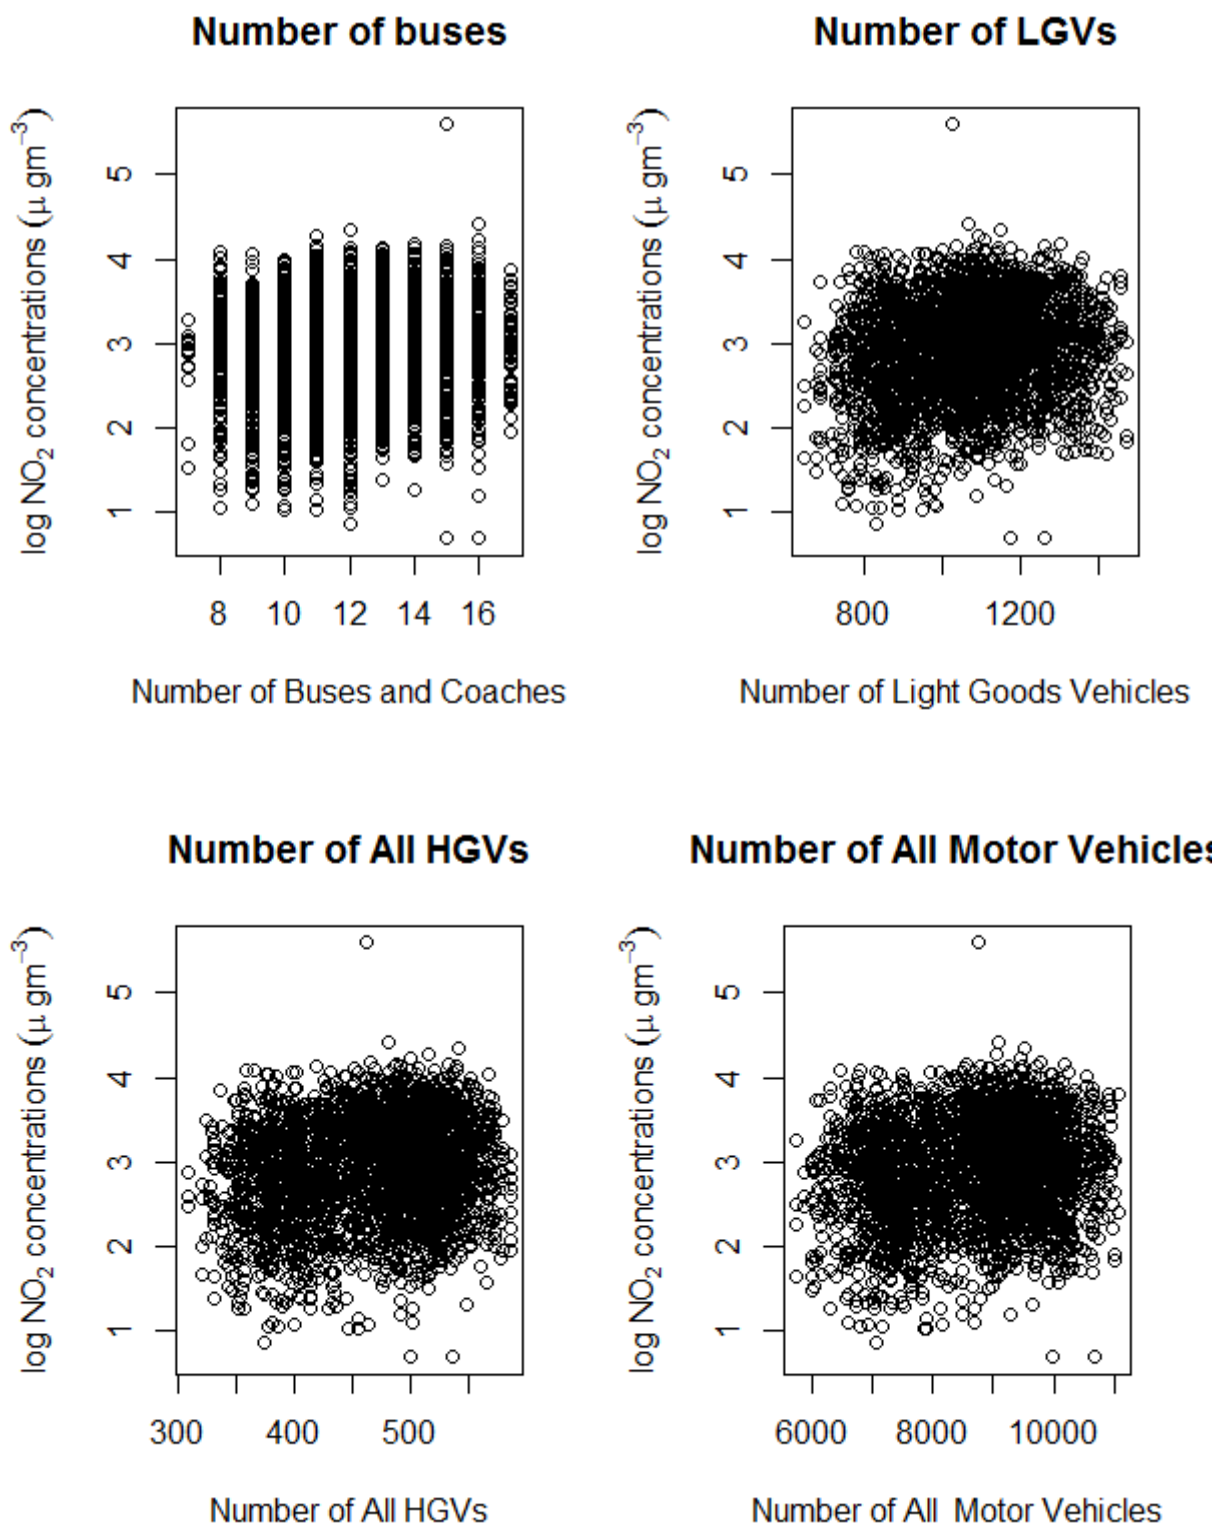 Number of buses
log NO₂ concentrations (μ gm⁻³)
5
4
3
2
1
8 10 12 14 16
Number of Buses and Coaches
Number of LGVs
log NO₂ concentrations (μ gm⁻³)
5
4
3
2
1
800 1200
Number of Light Goods Vehicles
Number of All HGVs
log NO₂ concentrations (μ gm⁻³)
5
4
3
2
1
300 400 500
Number of All HGVs
Number of All Motor Vehicles
log NO₂ concentrations (μ gm⁻³)
5
4
3
2
1
6000 8000 10000
Number of All  Motor Vehicles